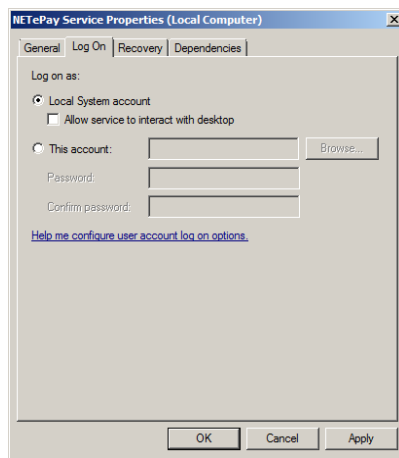 NETePay Service Properties (Local Computer)
General Log On Recovery Dependencies
Log on as:
Local System account
Allow service to interact with desktop
This account: Browse...
Password:
Confirm password:
Help me configure user account log on options.
OK Cancel Apply